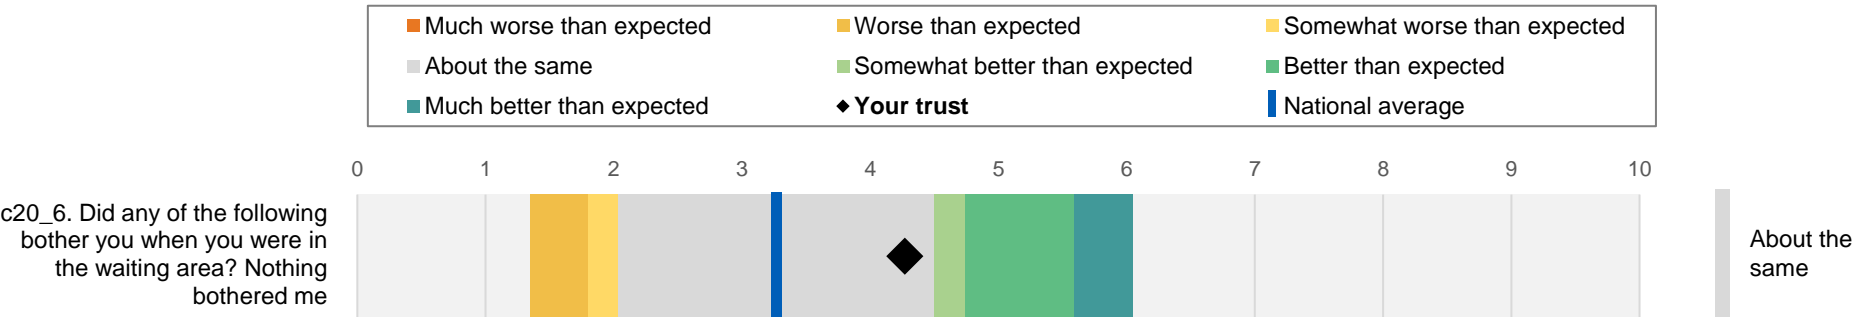 Much worse than expected
Worse than expected
Somewhat worse than expected
About the same
Somewhat better than expected
Better than expected
Much better than expected
Your trust
National average
0 1 2 3 4 5 6 7 8 9 10
c20_6. Did any of the following
bother you when you were in
the waiting area? Nothing
bothered me
About the
same